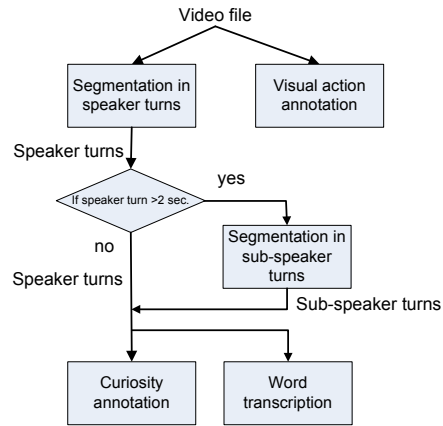 Video file
Segmentation in
speaker turns
Visual action
annotation
Speaker turns
If speaker turn >2 sec.
yes
no
Segmentation in
sub-speaker
turns
Speaker turns
Sub-speaker turns
Curiosity
annotation
Word
transcription